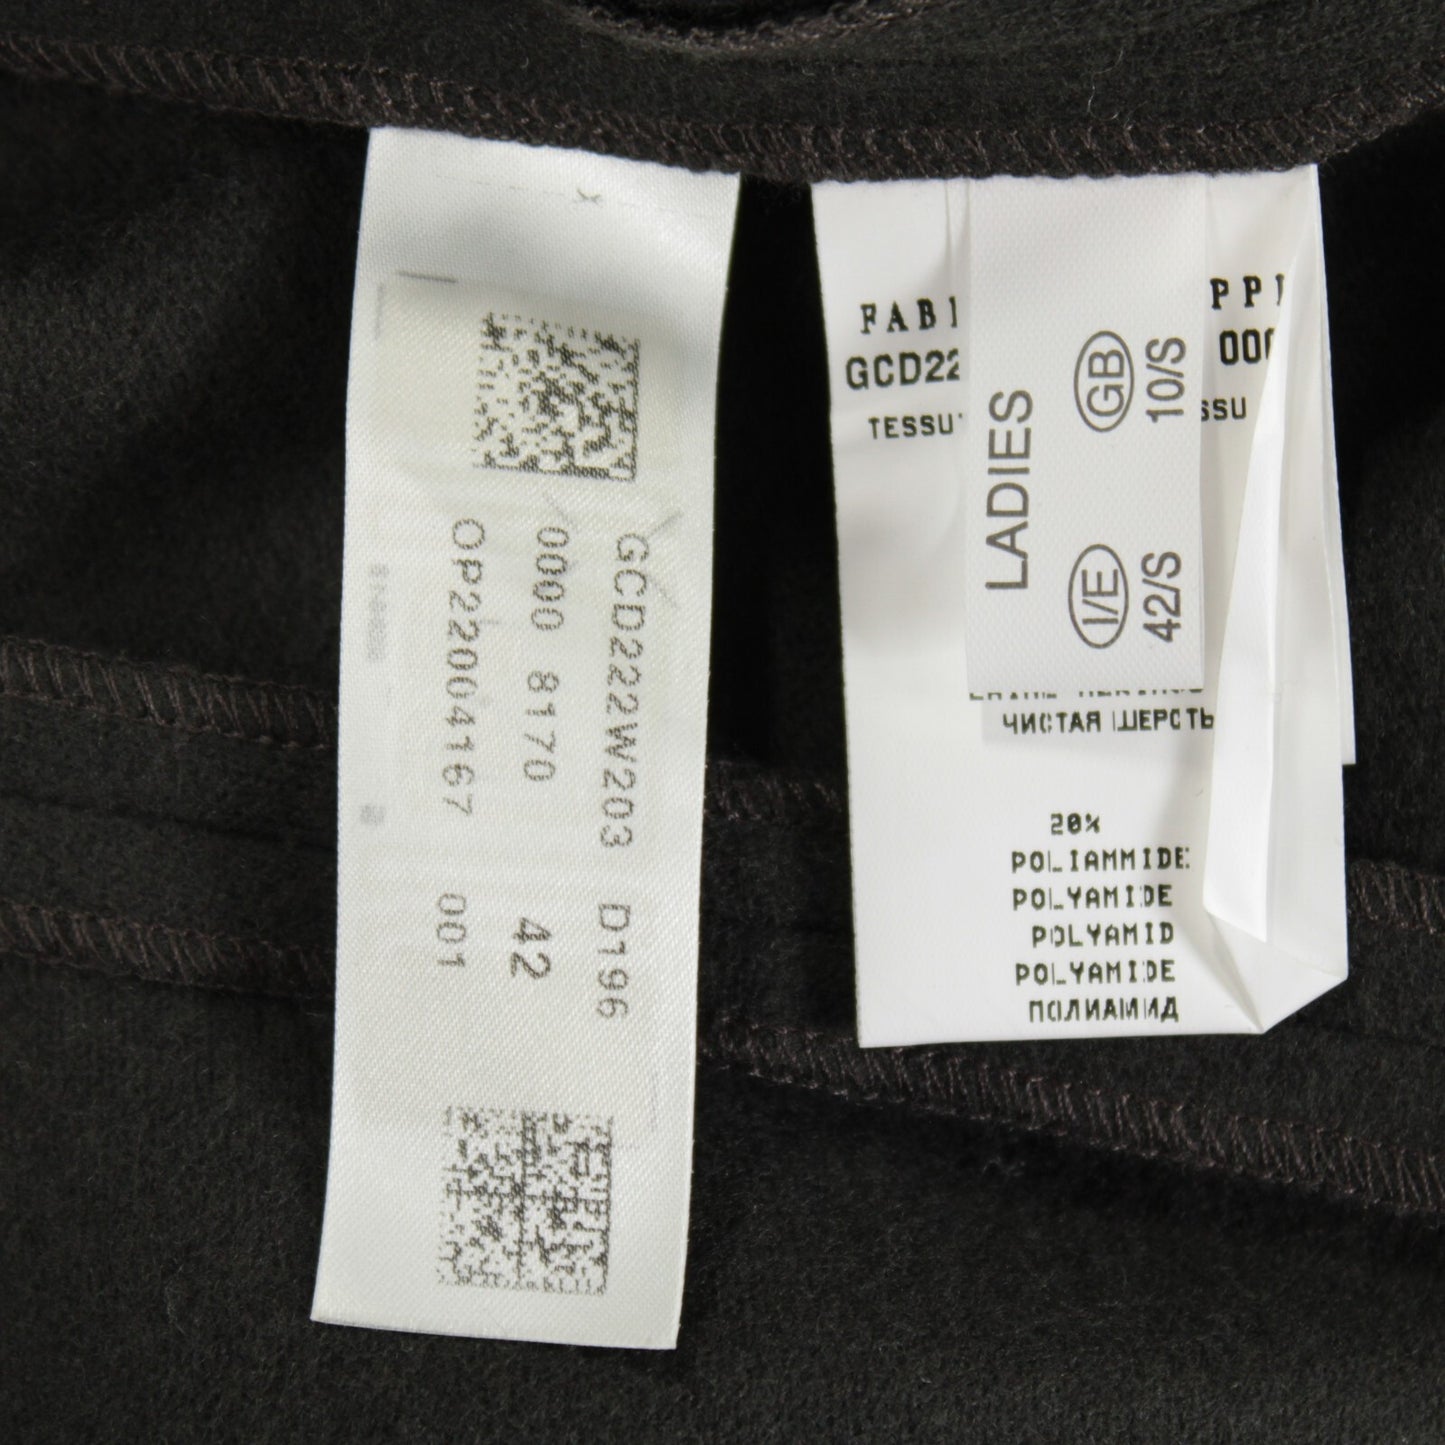 GCD222W203 D196
0000 8170 42
OP22004167 001
FABI
PPI
GCD22
000
TESSU
SSU
LADIES
GB
10/S
I/E
42/S
ЧИСТАЯ ШЕРСТЬ
20%
POLIAMMIDE
POLYAMIDE
POLYAMID
POLYAMIDE
ПОЛИАМИД